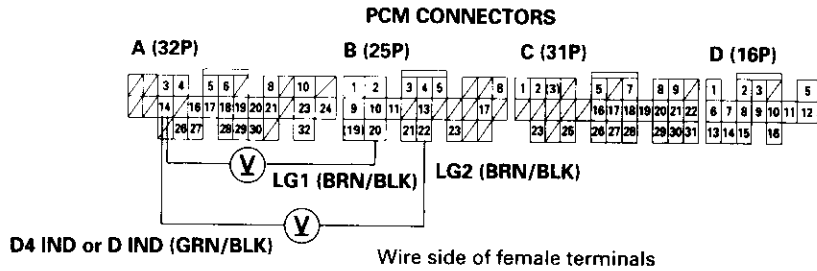 PCM CONNECTORS
A (32P) B (25P) C (31P) D (16P)
3 4 5 6 8 10 1 2 3 4 5 8 1 2 (3) 5 7 8 9 1 2 3 5
14 16 17 18 19 20 21 23 24 9 10 11 13 17 16 17 18 19 20 21 22 6 7 8 9 10 11 12
26 27 28 29 30 32 (19) 20 21 22 23 23 25 26 27 28 29 30 31 13 14 15 16
V LG1 (BRN/BLK) LG2 (BRN/BLK)
V
D4 IND or D IND (GRN/BLK)
Wire side of female terminals